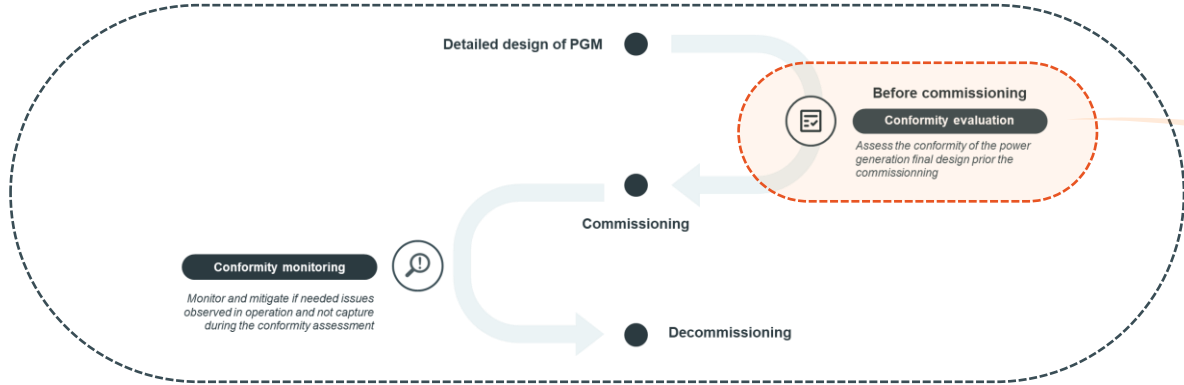 Detailed design of PGM
Before commissioning
Conformity evaluation
Assess the conformity of the power
generation final design prior the
commissionning
Commissioning
Conformity monitoring
Monitor and mitigate if needed issues
observed in operation and not capture
during the conformity assessment
Decommissioning